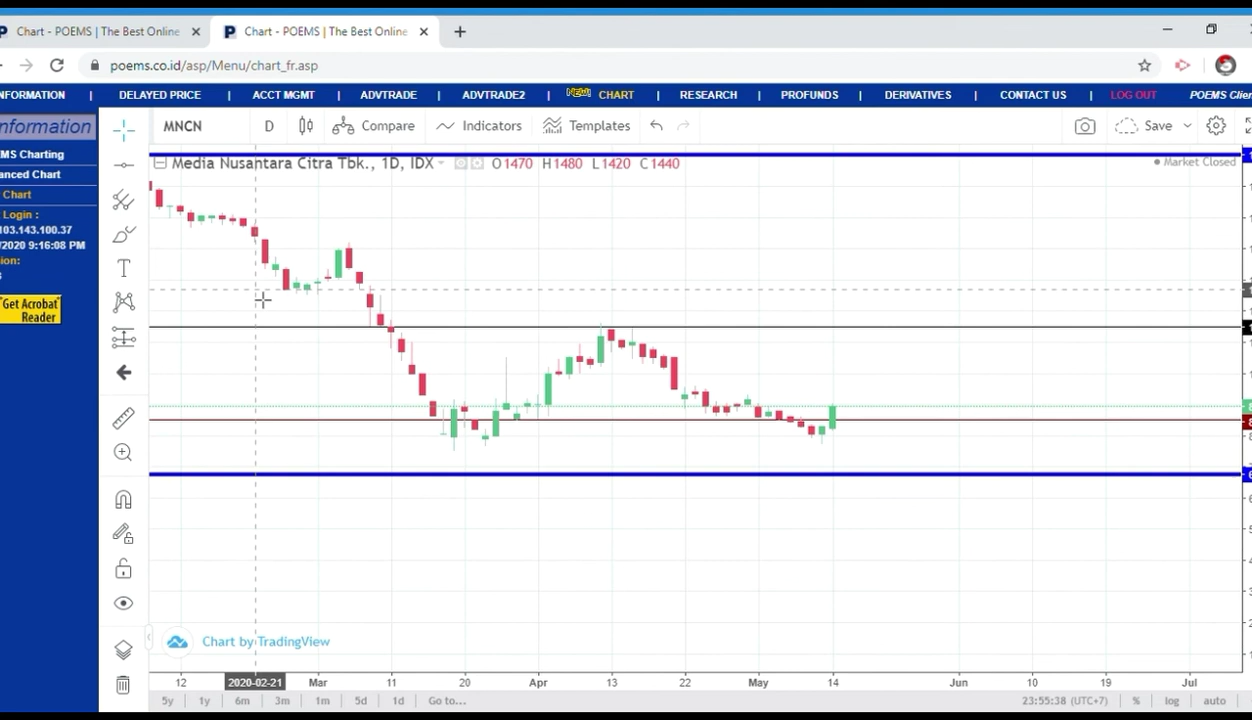 Chart - POEMS | The Best Online
Chart - POEMS | The Best Online
poems.co.id/asp/Menu/chart_fr.asp
NFORMATION | DELAYED PRICE | ACCT MGMT | ADVTRADE | ADVTRADE2 | NEW! CHART | RESEARCH | PROFUNDS | DERIVATIVES | CONTACT US | LOG OUT POEMS Clien
nformation
MS Charting
anced Chart
Chart
Login :
103.143.100.37
/2020 9:16:08 PM
ion:
Get Acrobat
Reader
MNCN D Compare Indicators Templates Save
Media Nusantara Citra Tbk., 1D, IDX O1470 H1480 L1420 C1440
Market Closed
Chart by TradingView
12 2020-02-21 Mar 11 20 Apr 13 22 May 14 Jun 10 19 Jul
5y 1y 6m 3m 1m 5d 1d Go to... 23:55:38 (UTC+7) % log auto